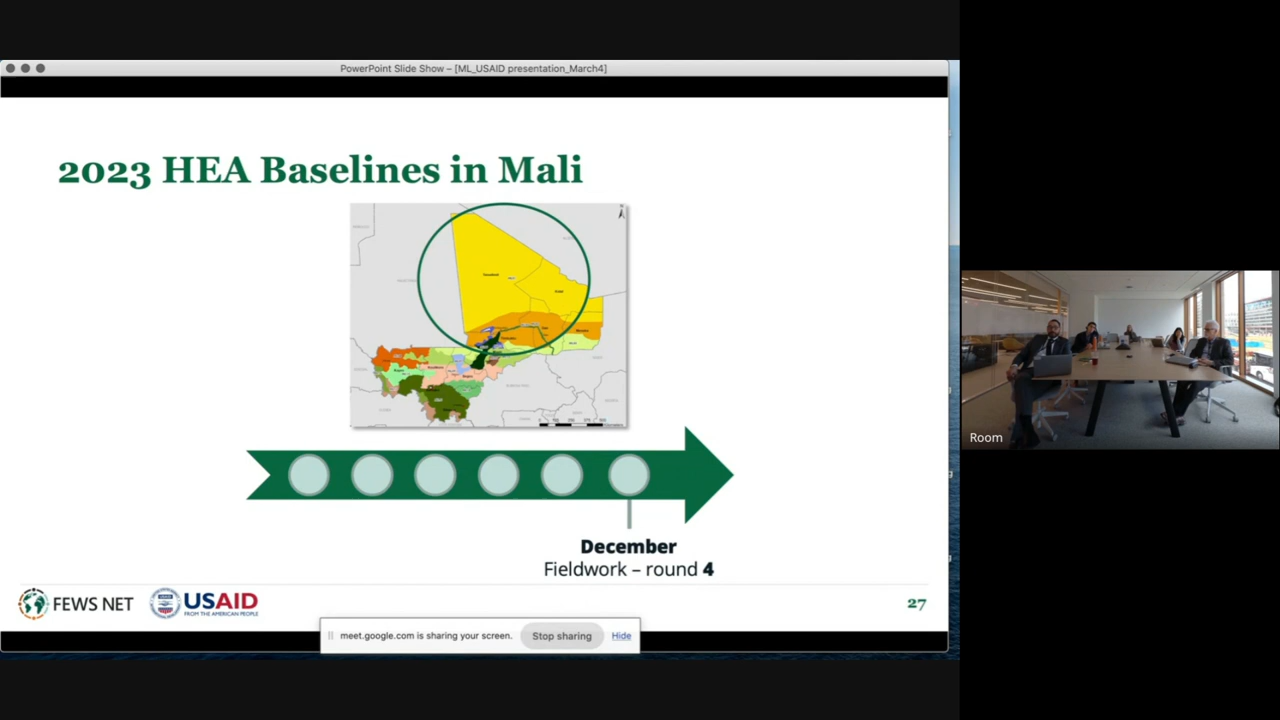 PowerPoint Slide Show – [ML_USAID presentation_March4]
2023 HEA Baselines in Mali
December
Fieldwork – round 4
FEWS NET
USAID
FROM THE AMERICAN PEOPLE
27
meet.google.com is sharing your screen.
Stop sharing
Hide
Room